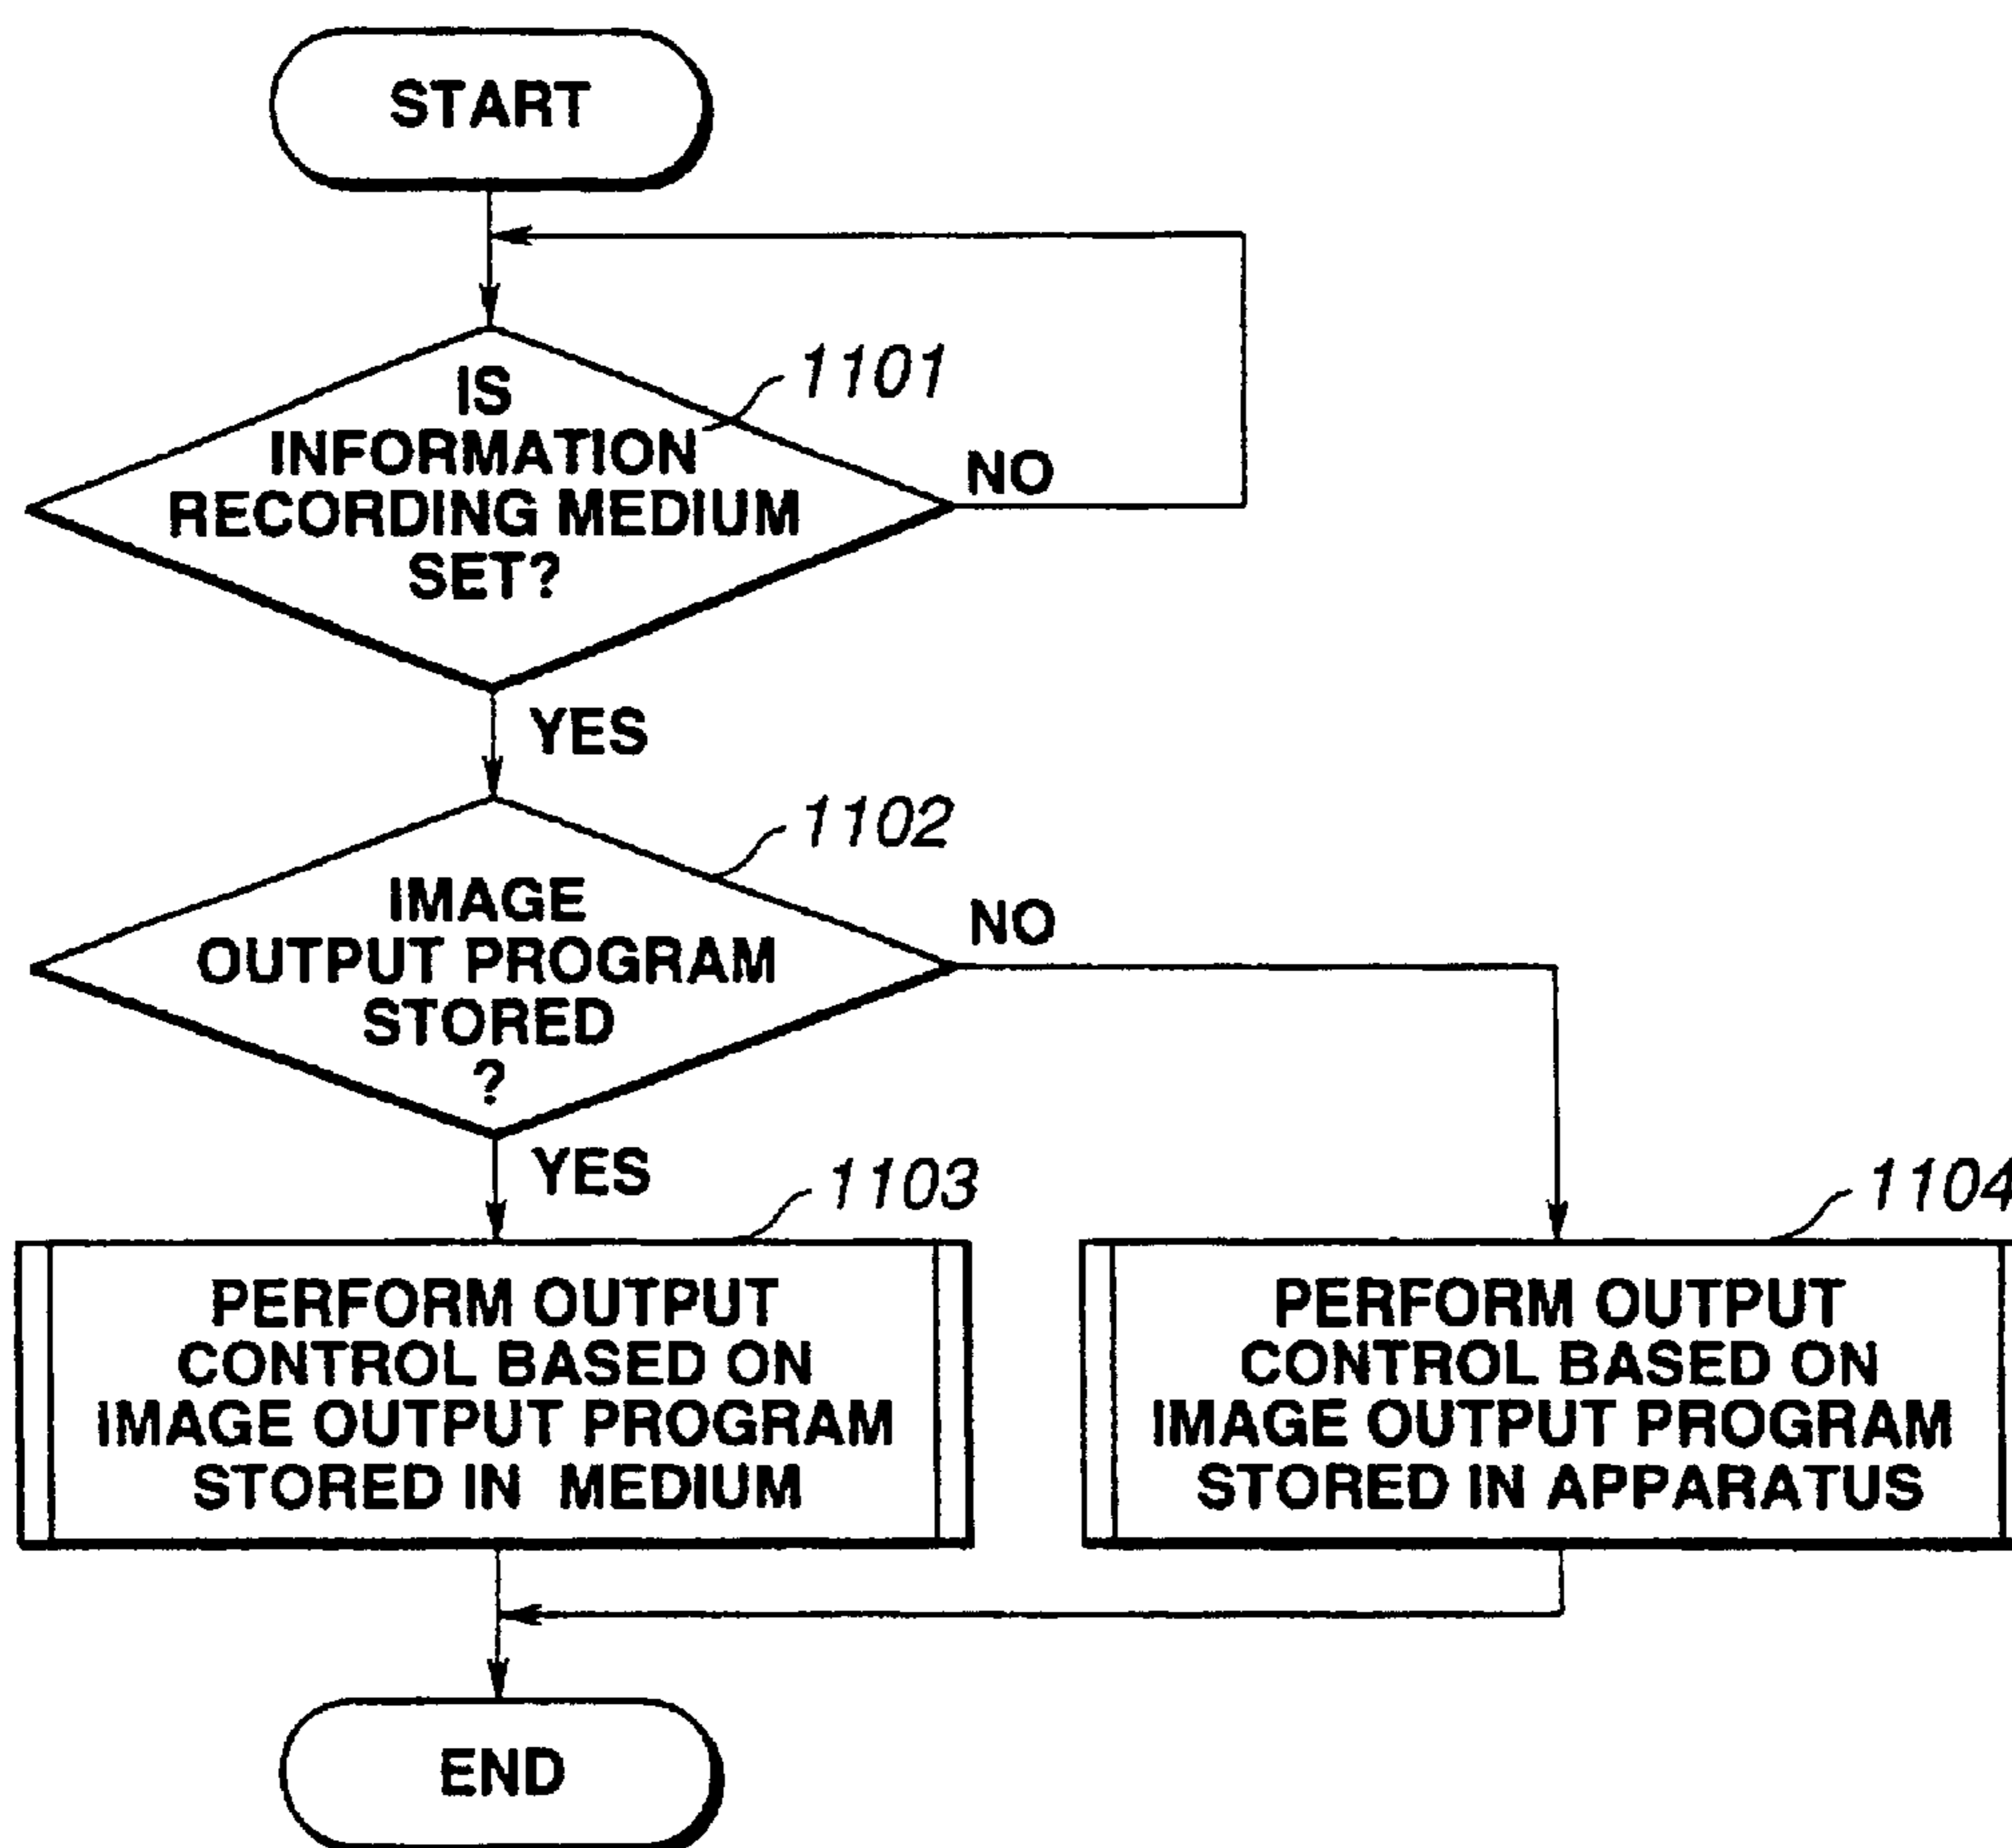 START
1101
IS
INFORMATION
RECORDING MEDIUM
SET?
NO
YES
1102
IMAGE
OUTPUT PROGRAM
STORED
?
NO
YES
1103
PERFORM OUTPUT
CONTROL BASED ON
IMAGE OUTPUT PROGRAM
STORED IN MEDIUM
1104
PERFORM OUTPUT
CONTROL BASED ON
IMAGE OUTPUT PROGRAM
STORED IN APPARATUS
END